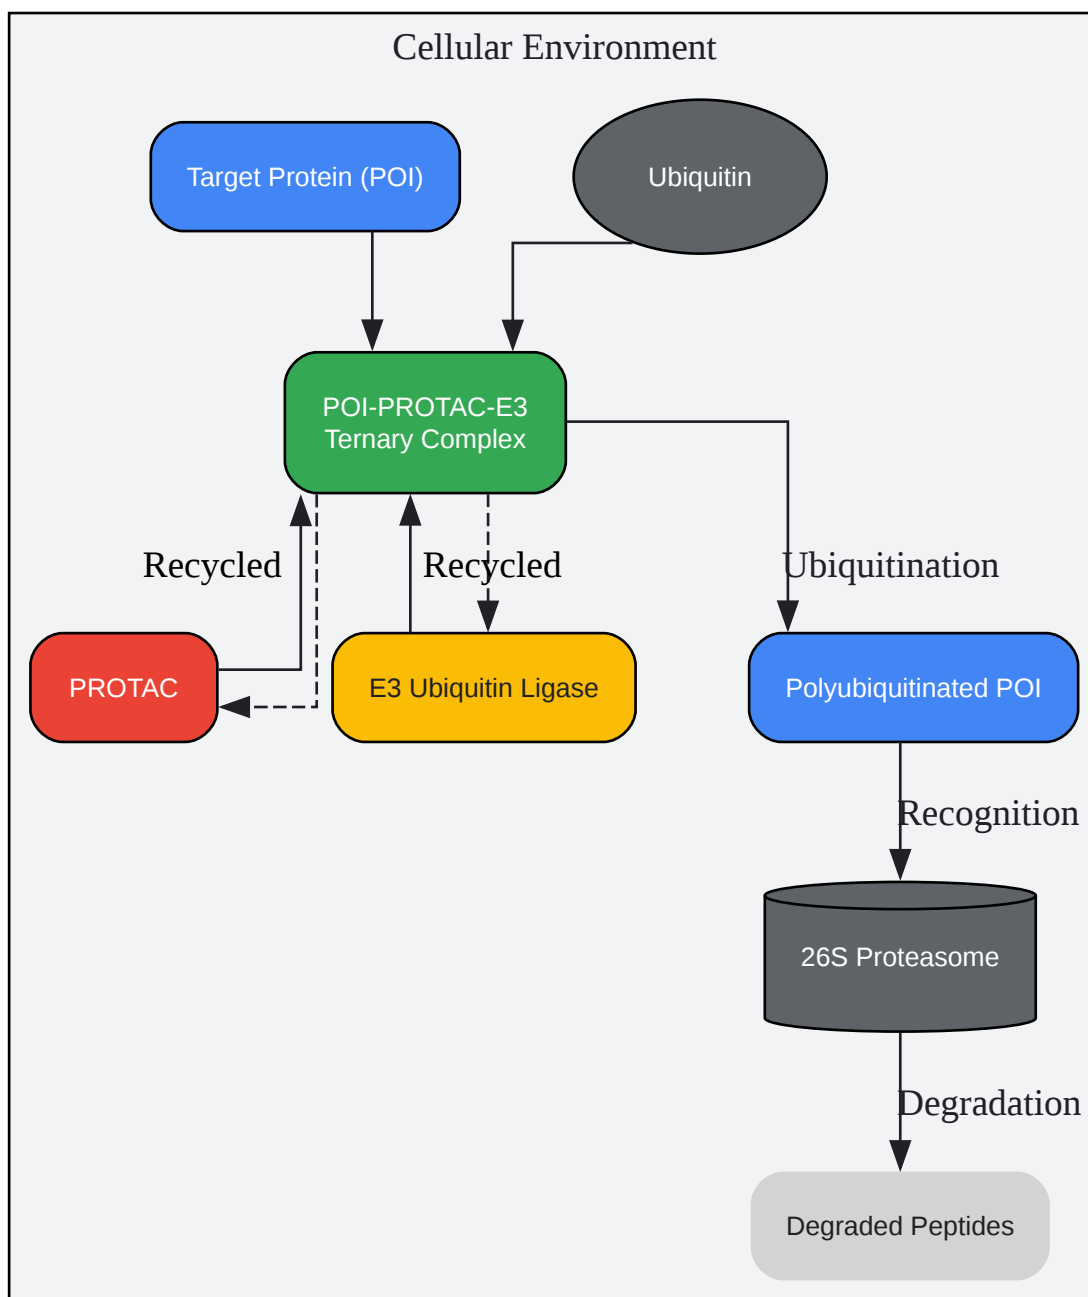 Cellular Environment
Target Protein (POI)
Ubiquitin
POI-PROTAC-E3
Ternary Complex
Recycled
Recycled
Ubiquitination
PROTAC
E3 Ubiquitin Ligase
Polyubiquitinated POI
Recognition
26S Proteasome
Degradation
Degraded Peptides